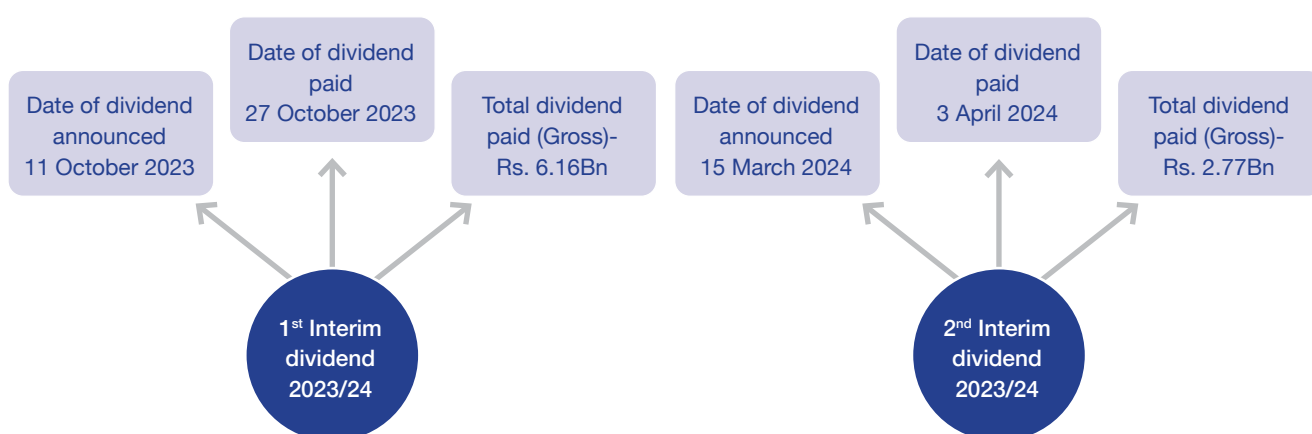 Date of dividend
announced
11 October 2023
Date of dividend
paid
27 October 2023
Total dividend
paid (Gross)-
Rs. 6.16Bn
1st Interim
dividend
2023/24
Date of dividend
announced
15 March 2024
Date of dividend
paid
3 April 2024
Total dividend
paid (Gross)-
Rs. 2.77Bn
2nd Interim
dividend
2023/24